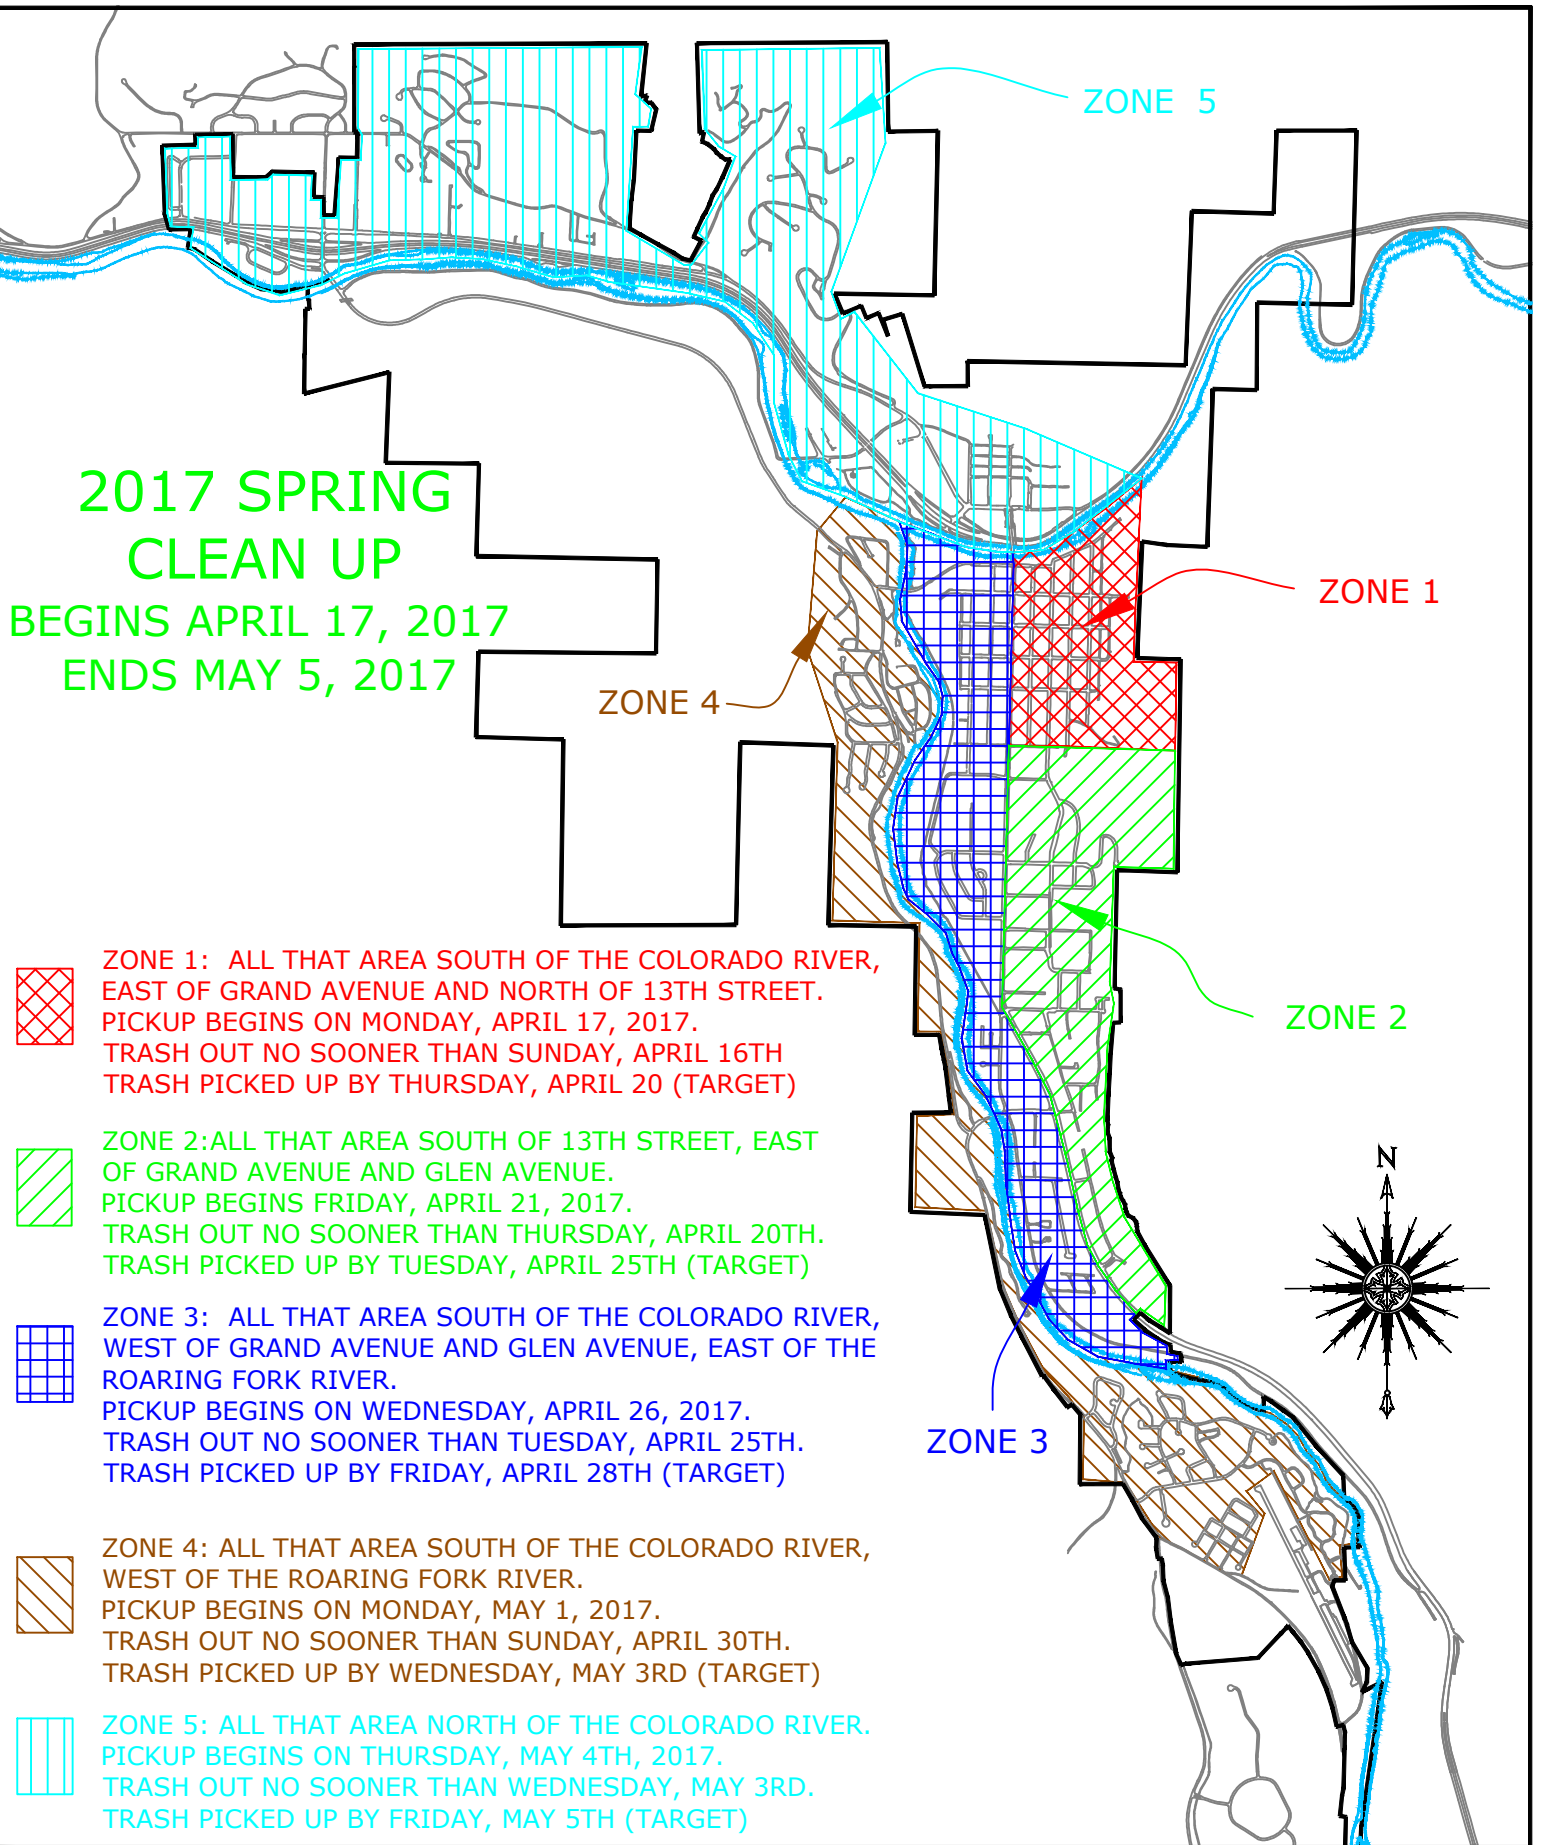 ZONE 5
2017 SPRING
CLEAN UP
BEGINS APRIL 17, 2017
ENDS MAY 5, 2017
ZONE 1
ZONE 4
ZONE 2
ZONE 3
N
ZONE 1: ALL THAT AREA SOUTH OF THE COLORADO RIVER,
EAST OF GRAND AVENUE AND NORTH OF 13TH STREET.
PICKUP BEGINS ON MONDAY, APRIL 17, 2017.
TRASH OUT NO SOONER THAN SUNDAY, APRIL 16TH
TRASH PICKED UP BY THURSDAY, APRIL 20 (TARGET)
ZONE 2:ALL THAT AREA SOUTH OF 13TH STREET, EAST
OF GRAND AVENUE AND GLEN AVENUE.
PICKUP BEGINS FRIDAY, APRIL 21, 2017.
TRASH OUT NO SOONER THAN THURSDAY, APRIL 20TH.
TRASH PICKED UP BY TUESDAY, APRIL 25TH (TARGET)
ZONE 3: ALL THAT AREA SOUTH OF THE COLORADO RIVER,
WEST OF GRAND AVENUE AND GLEN AVENUE, EAST OF THE
ROARING FORK RIVER.
PICKUP BEGINS ON WEDNESDAY, APRIL 26, 2017.
TRASH OUT NO SOONER THAN TUESDAY, APRIL 25TH.
TRASH PICKED UP BY FRIDAY, APRIL 28TH (TARGET)
ZONE 4: ALL THAT AREA SOUTH OF THE COLORADO RIVER,
WEST OF THE ROARING FORK RIVER.
PICKUP BEGINS ON MONDAY, MAY 1, 2017.
TRASH OUT NO SOONER THAN SUNDAY, APRIL 30TH.
TRASH PICKED UP BY WEDNESDAY, MAY 3RD (TARGET)
ZONE 5: ALL THAT AREA NORTH OF THE COLORADO RIVER.
PICKUP BEGINS ON THURSDAY, MAY 4TH, 2017.
TRASH OUT NO SOONER THAN WEDNESDAY, MAY 3RD.
TRASH PICKED UP BY FRIDAY, MAY 5TH (TARGET)